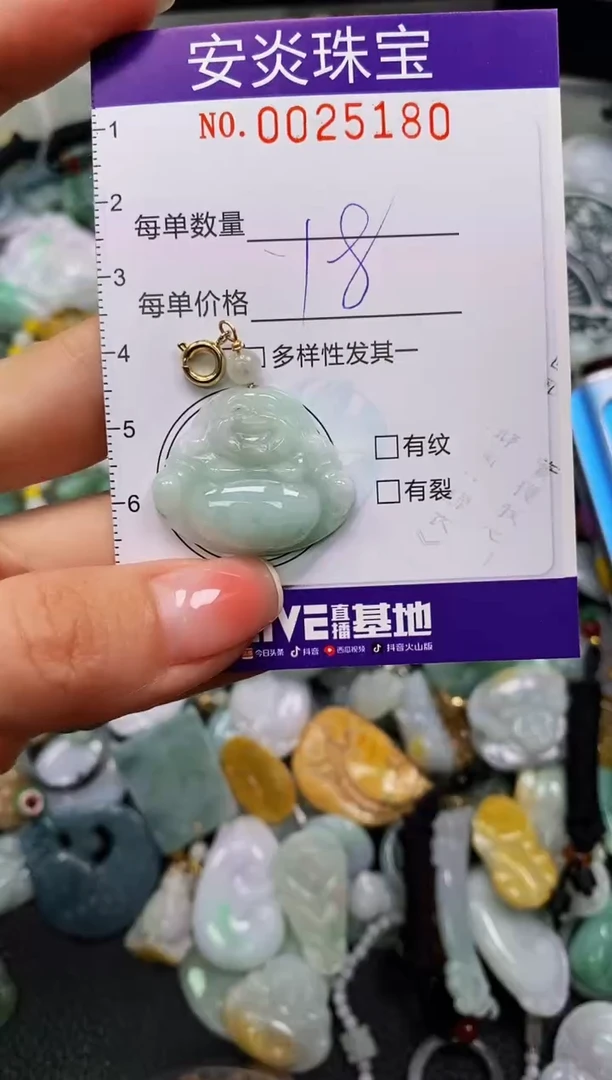 安炎珠宝
NO. 0025180
1
2
每单数量
18
3
每单价格
4
多样性发其一
5
有纹
6
有裂
直播基地
今日头条 抖音 西瓜视频 抖音火山版